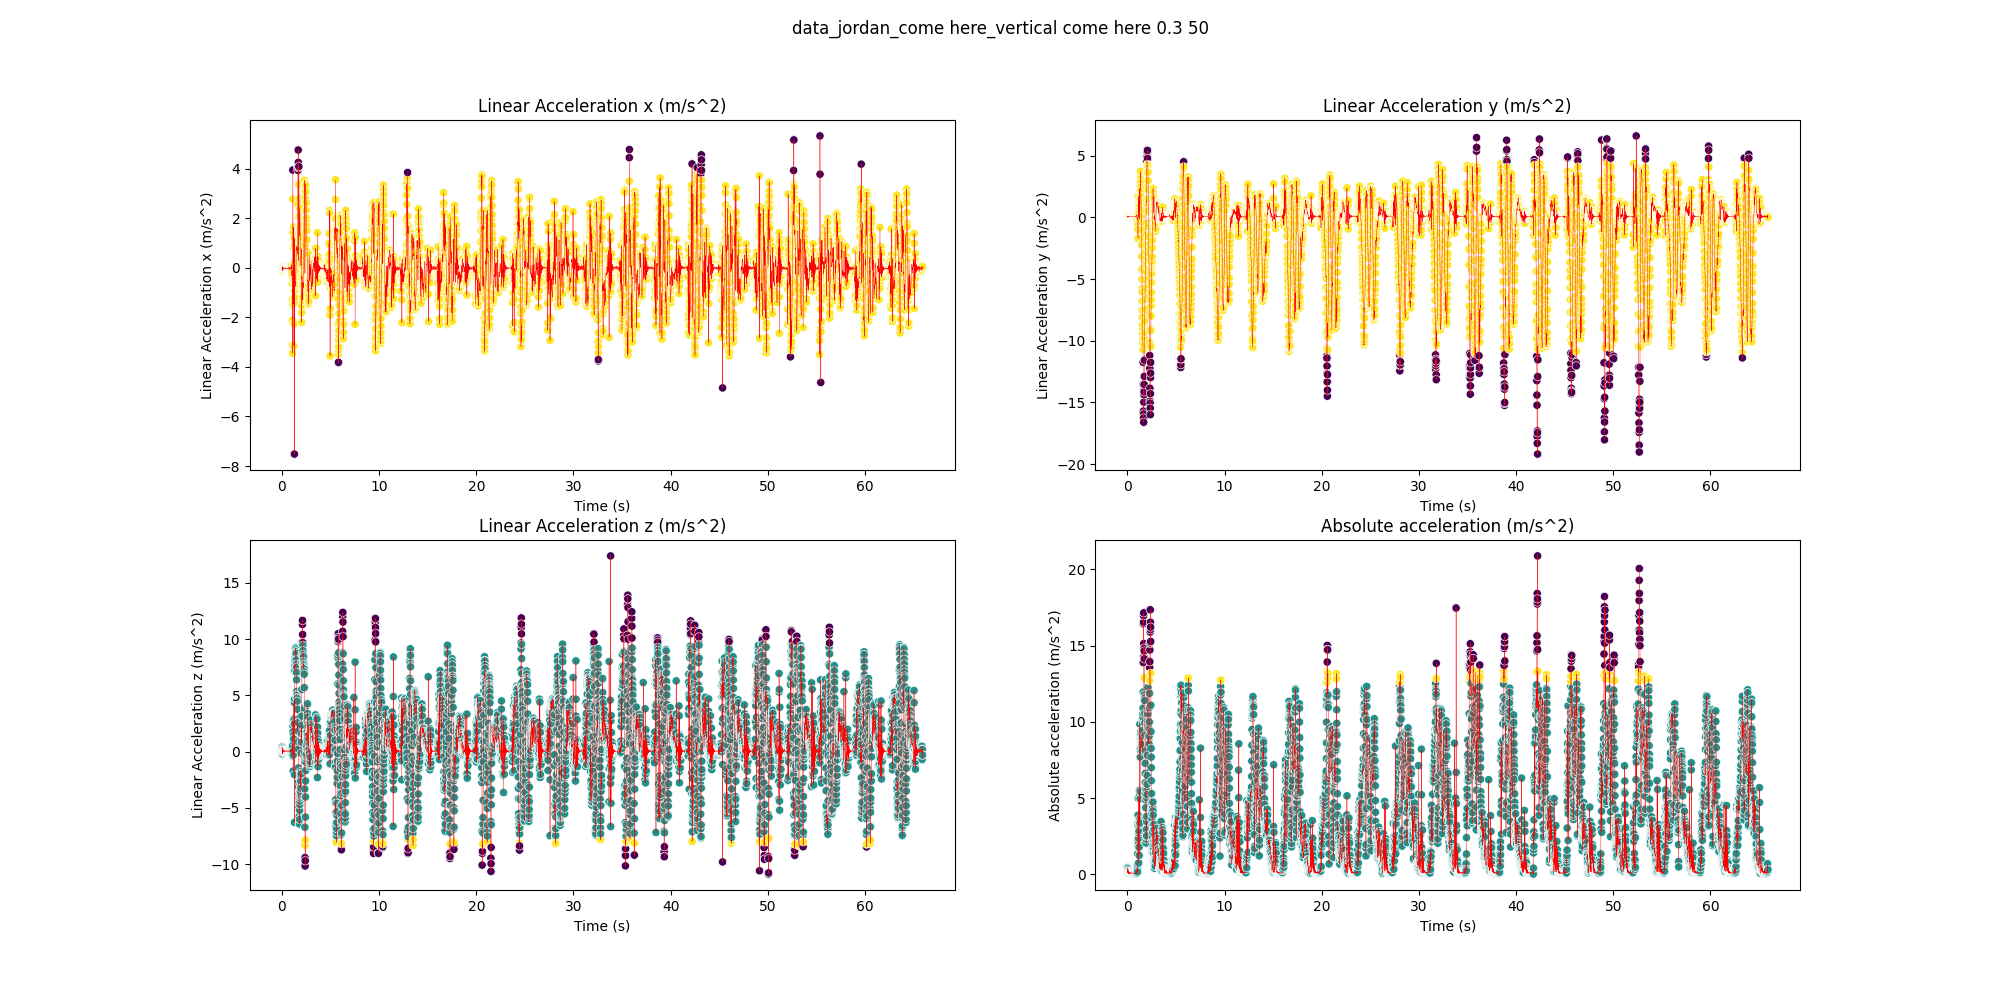 data_jordan_come here_vertical come here 0.3 50
Linear Acceleration x (m/s^2)
Linear Acceleration x (m/s^2)
4
2
0
−2
−4
−6
−8
0 10 20 30 40 50 60
Time (s)
Linear Acceleration y (m/s^2)
Linear Acceleration y (m/s^2)
5
0
−5
−10
−15
−20
0 10 20 30 40 50 60
Time (s)
Linear Acceleration z (m/s^2)
Linear Acceleration z (m/s^2)
15
10
5
0
−5
−10
0 10 20 30 40 50 60
Time (s)
Absolute acceleration (m/s^2)
Absolute acceleration (m/s^2)
20
15
10
5
0
0 10 20 30 40 50 60
Time (s)